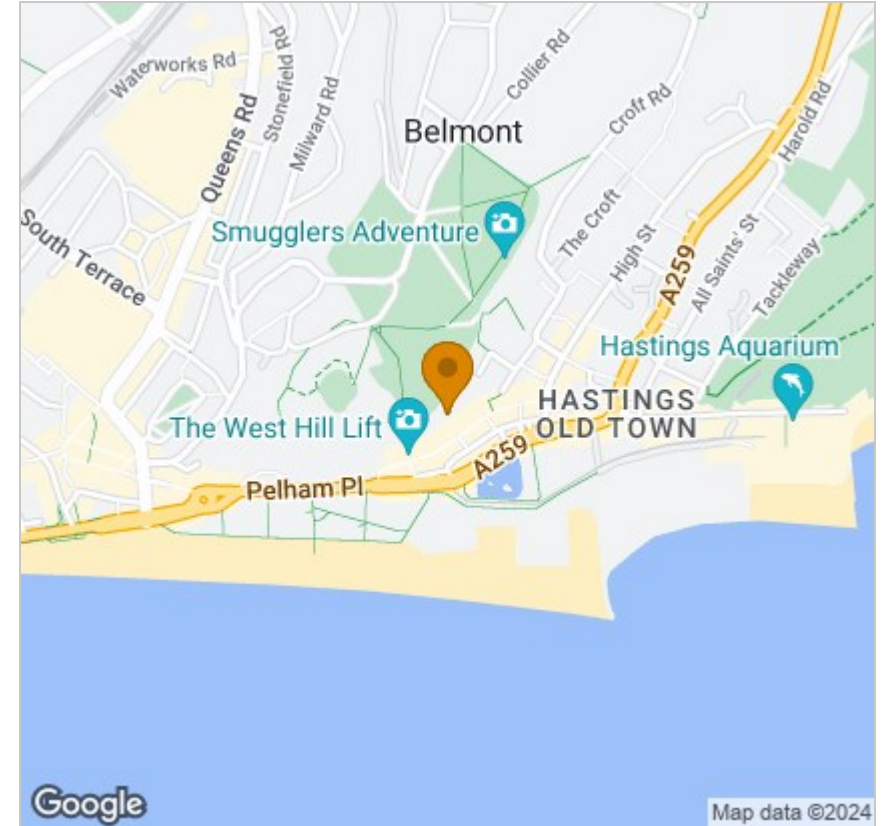 Waterworks Rd
Stonefield Rd
Queens Rd
Milward Rd
Collier Rd
Croft Rd
Harold Rd
Belmont
South Terrace
Smugglers Adventure
The Croft
High St
A259
All Saints' St
Tackleway
Hastings Aquarium
The West Hill Lift
HASTINGS
OLD TOWN
A259
Pelham Pl
Google
Map data ©2024